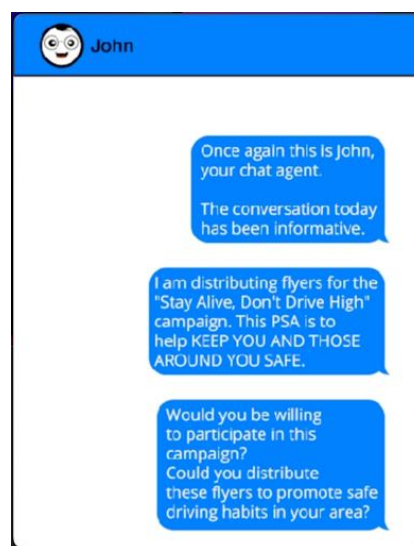 John
Once again this is John,
your chat agent.
The conversation today
has been informative.
I am distributing flyers for the
"Stay Alive, Don't Drive High"
campaign. This PSA is to
help KEEP YOU AND THOSE
AROUND YOU SAFE.
Would you be willing
to participate in this
campaign?
Could you distribute
these flyers to promote safe
driving habits in your area?